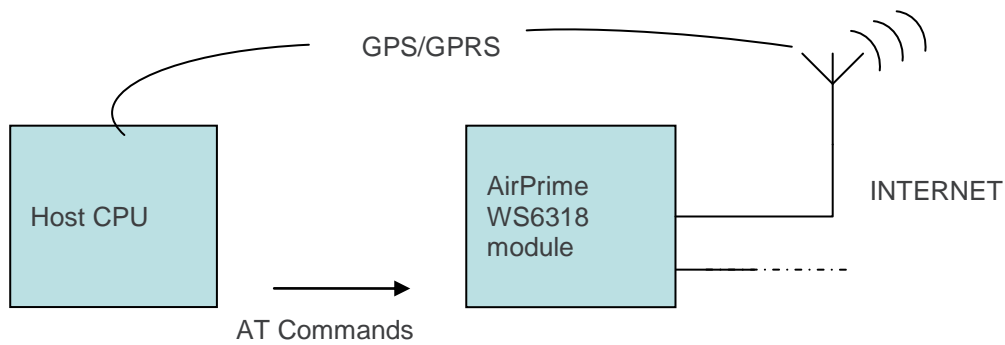 GPS/GPRS
Host CPU
AirPrime
WS6318
module
INTERNET
AT Commands